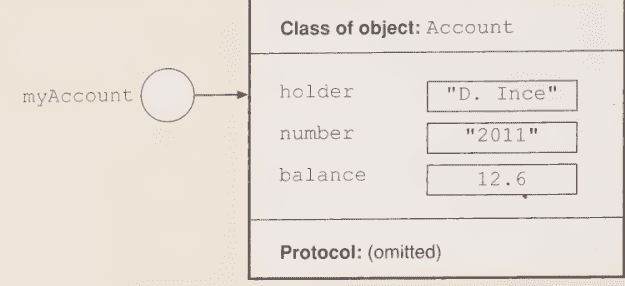 Class of object: Account
myAccount
holder "D. Ince"
number "2011"
balance 12.6
Protocol: (omitted)